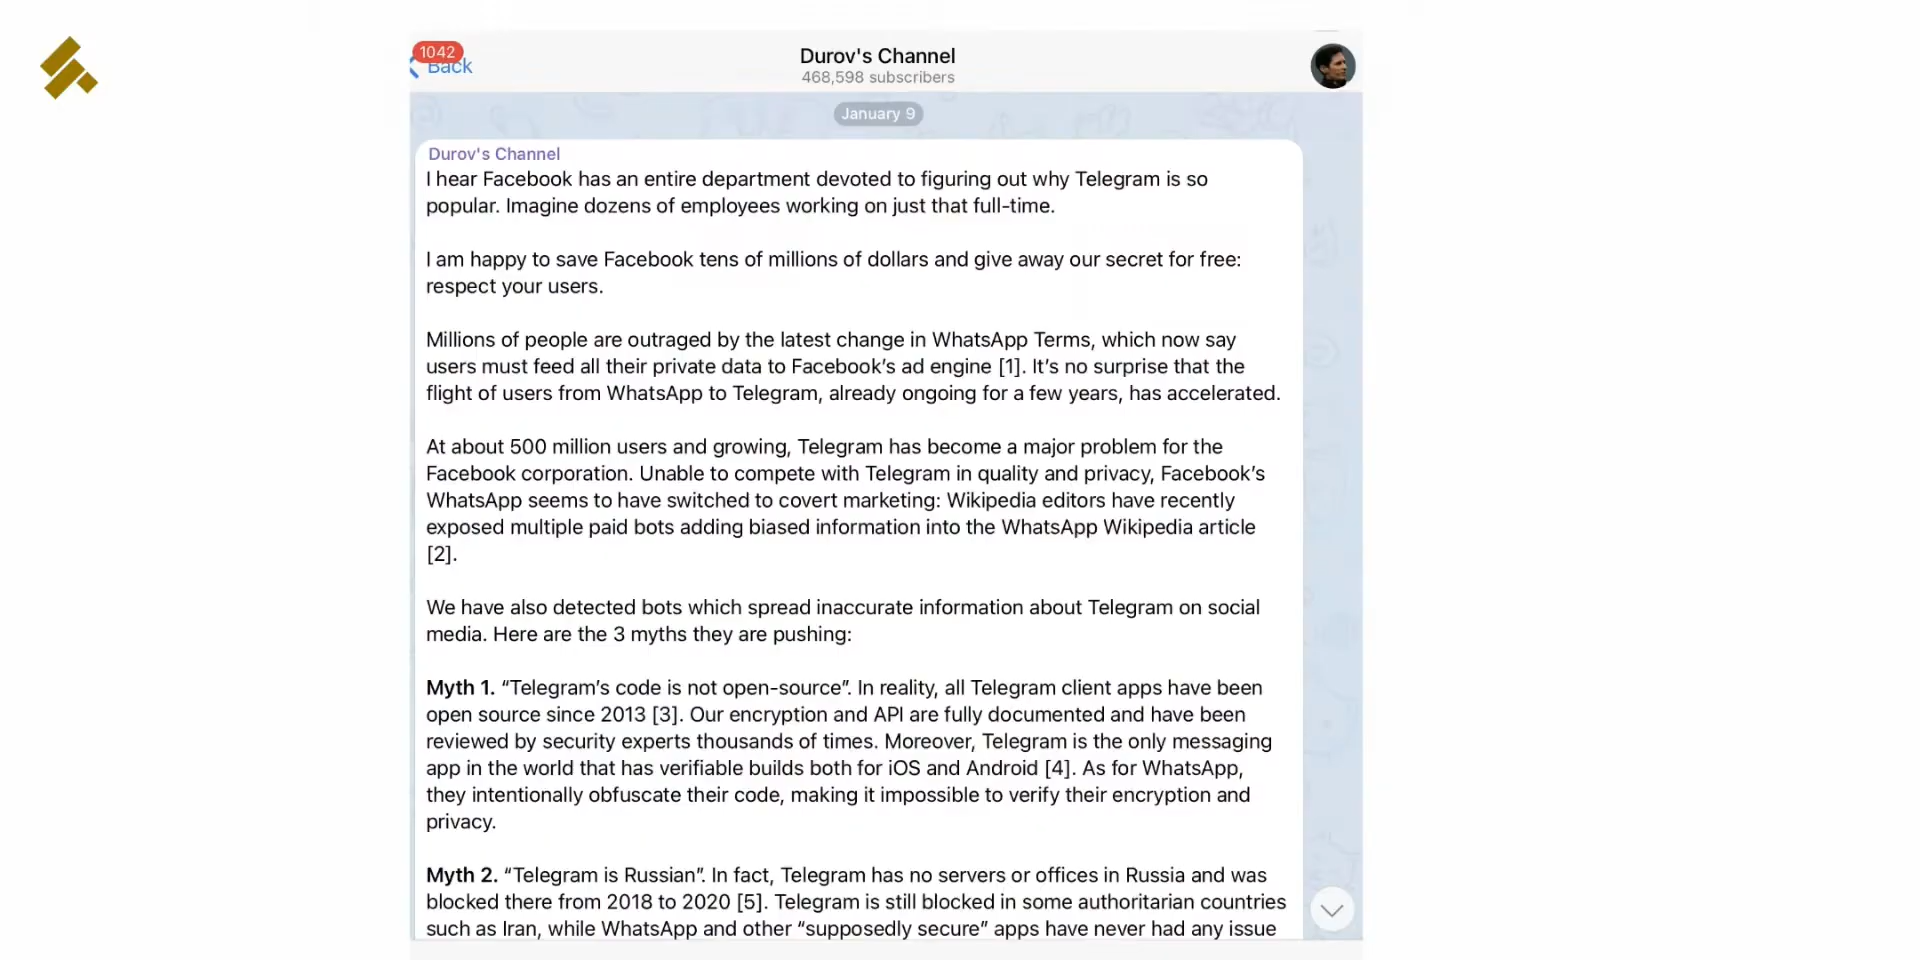 1042
Back
Durov's Channel
468,598 subscribers
January 9
Durov's Channel
I hear Facebook has an entire department devoted to figuring out why Telegram is so
popular. Imagine dozens of employees working on just that full-time.
I am happy to save Facebook tens of millions of dollars and give away our secret for free:
respect your users.
Millions of people are outraged by the latest change in WhatsApp Terms, which now say
users must feed all their private data to Facebook’s ad engine [1]. It’s no surprise that the
flight of users from WhatsApp to Telegram, already ongoing for a few years, has accelerated.
At about 500 million users and growing, Telegram has become a major problem for the
Facebook corporation. Unable to compete with Telegram in quality and privacy, Facebook’s
WhatsApp seems to have switched to covert marketing: Wikipedia editors have recently
exposed multiple paid bots adding biased information into the WhatsApp Wikipedia article
[2].
We have also detected bots which spread inaccurate information about Telegram on social
media. Here are the 3 myths they are pushing:
Myth 1. “Telegram’s code is not open-source”. In reality, all Telegram client apps have been
open source since 2013 [3]. Our encryption and API are fully documented and have been
reviewed by security experts thousands of times. Moreover, Telegram is the only messaging
app in the world that has verifiable builds both for iOS and Android [4]. As for WhatsApp,
they intentionally obfuscate their code, making it impossible to verify their encryption and
privacy.
Myth 2. “Telegram is Russian”. In fact, Telegram has no servers or offices in Russia and was
blocked there from 2018 to 2020 [5]. Telegram is still blocked in some authoritarian countries
such as Iran, while WhatsApp and other “supposedly secure” apps have never had any issue